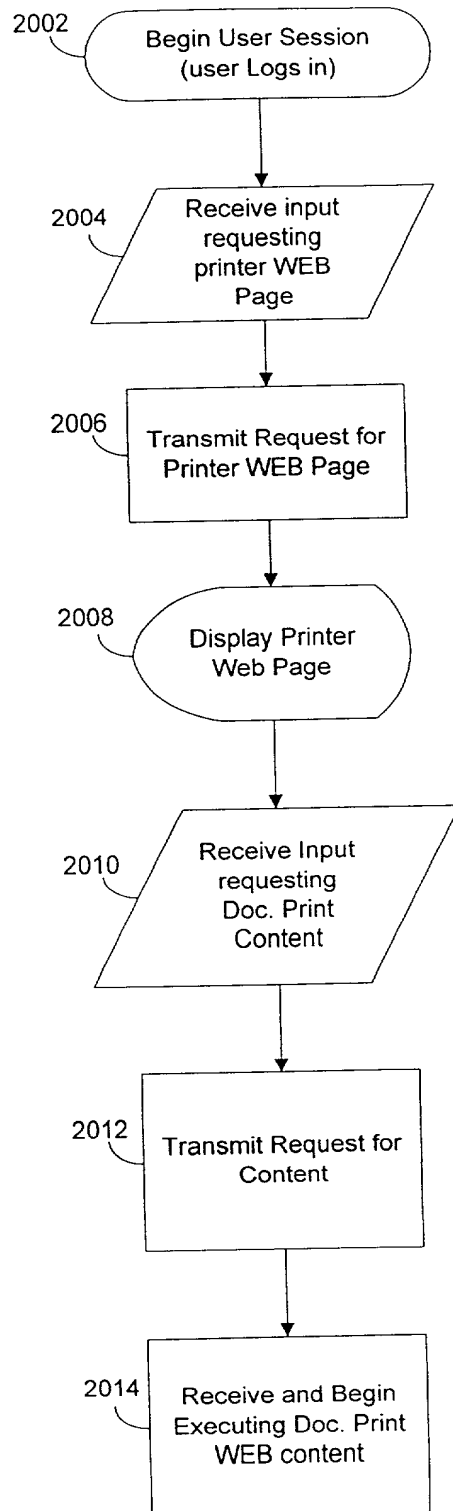 2002
Begin User Session
(user Logs in)
2004
Receive input
requesting
printer WEB
Page
2006
Transmit Request for
Printer WEB Page
2008
Display Printer
Web Page
2010
Receive Input
requesting
Doc. Print
Content
2012
Transmit Request for
Content
2014
Receive and Begin
Executing Doc. Print
WEB content